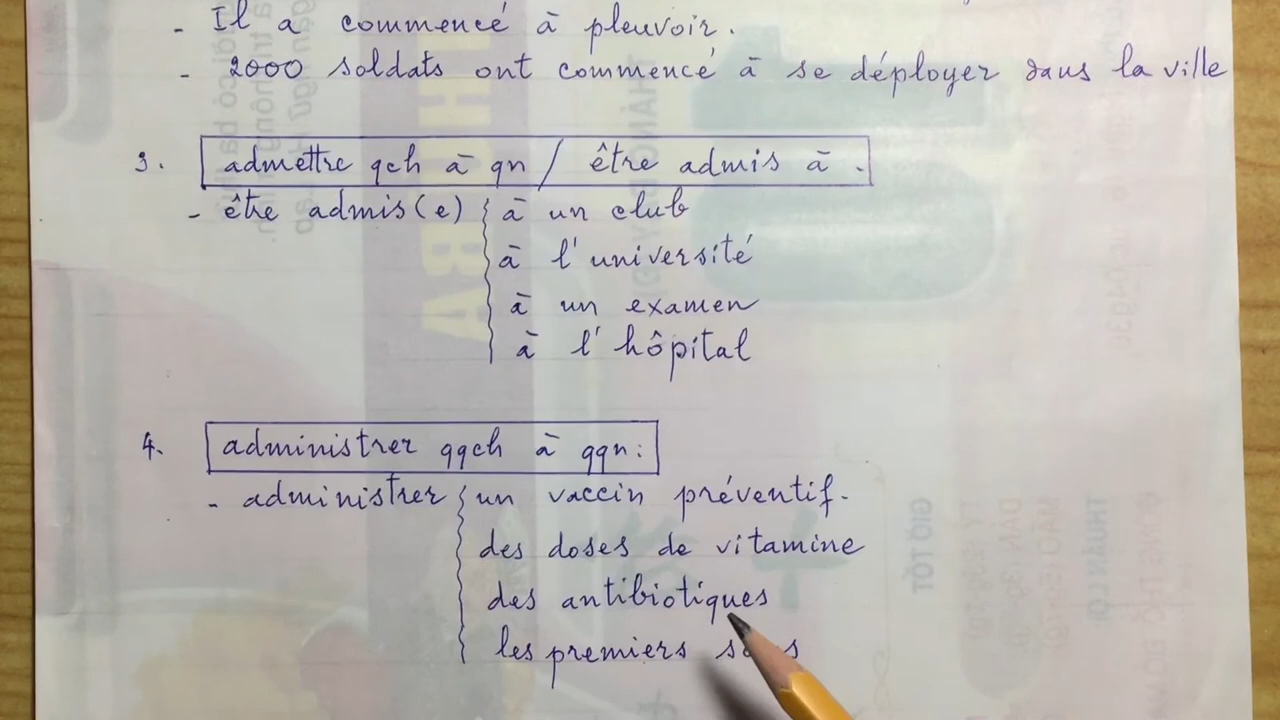 - Il a commencé à pleuvoir.
- 2000 soldats ont commencé à se déployer dans la ville
3. admettre qch à qn / être admis à.
- être admis(e) à un club
à l'université
à un examen
à l'hôpital
4. administrer qqch à qqn:
- administrer un vaccin préventif.
des doses de vitamine
des antibiotiques
les premiers